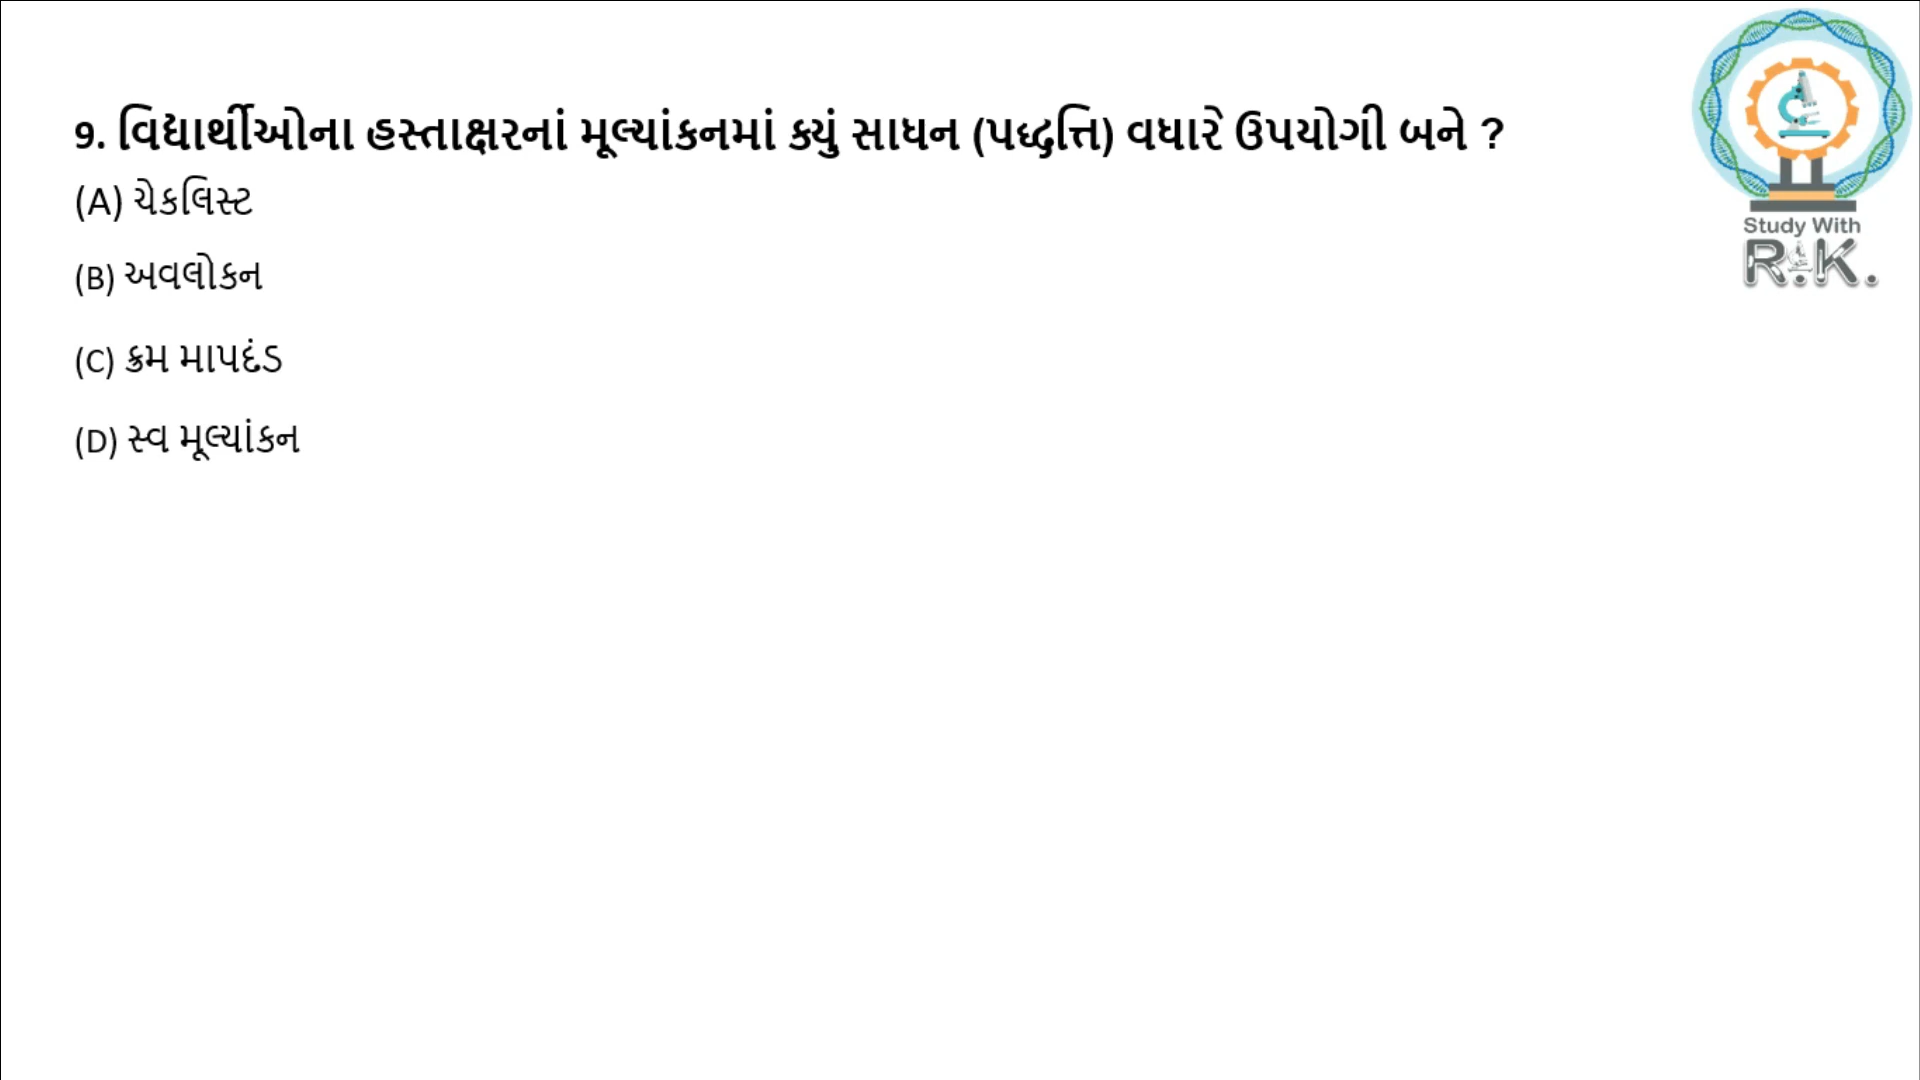 9. વિદ્યાર્થીઓના હસ્તાક્ષરનાં મૂલ્યાંકનમાં ક્યું સાધન (પદ્ધત્તિ) વધારે ઉપયોગી બને ?
(A) ચેકલિસ્ટ
(B) અવલોકન
(C) ક્રમ માપદંડ
(D) સ્વ મૂલ્યાંકન
Study With
R.K.